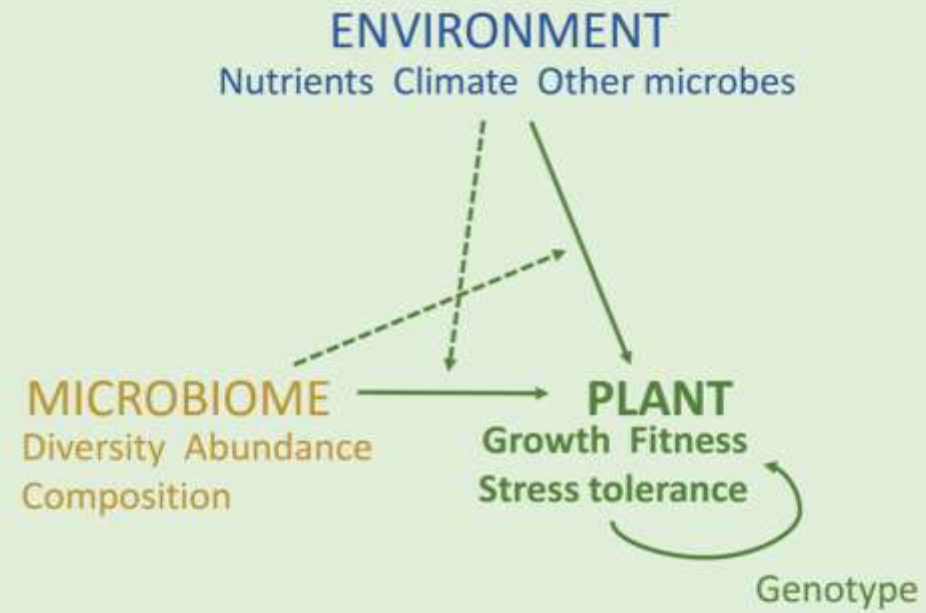 ENVIRONMENT
Nutrients Climate Other microbes
MICROBIOME
Diversity Abundance
Composition
PLANT
Growth Fitness
Stress tolerance
Genotype